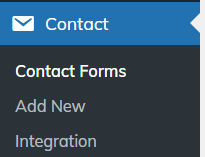 Contact
Contact Forms
Add New
Integration